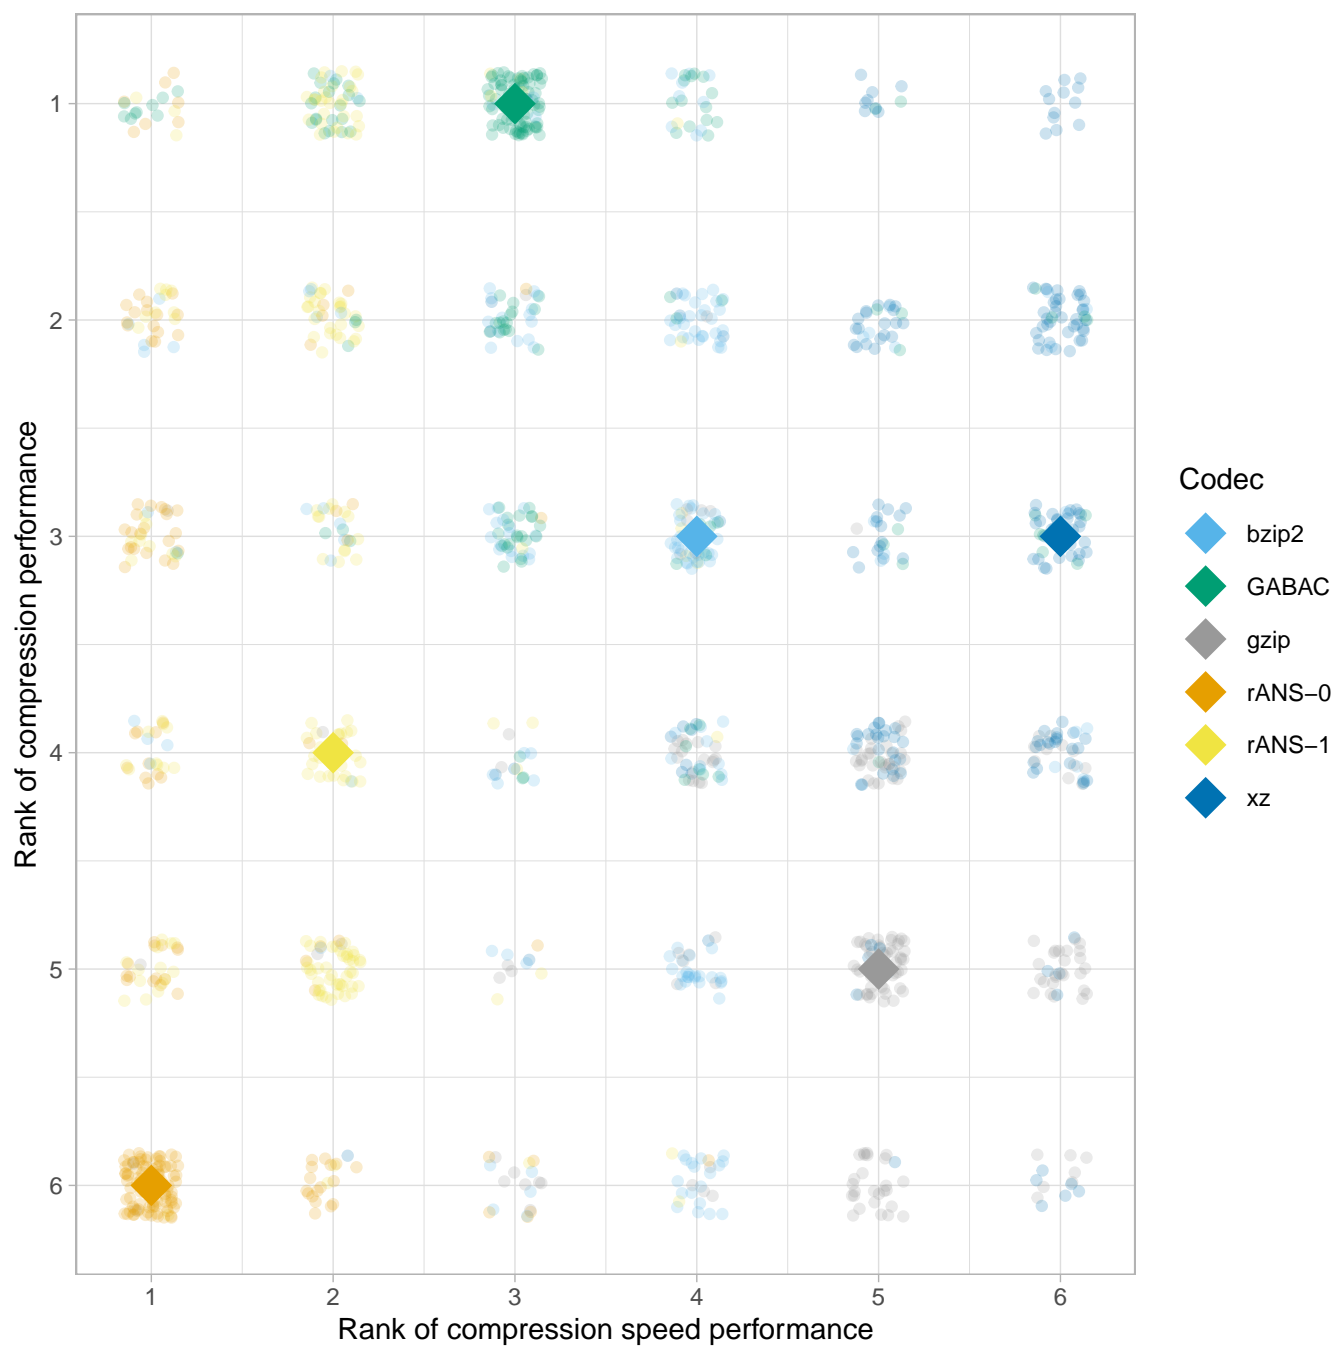 Rank of compression performance
1
2
3
4
5
6
1 2 3 4 5 6
Rank of compression speed performance
Codec
bzip2
GABAC
gzip
rANS−0
rANS−1
xz